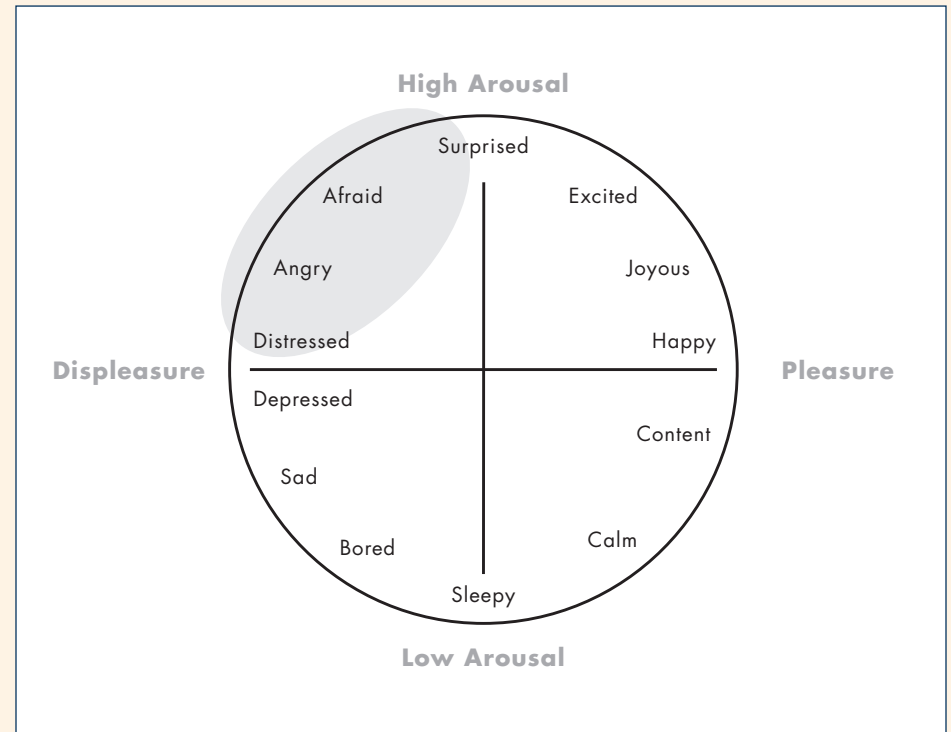 High Arousal
Surprised
Afraid
Excited
Angry
Joyous
Distressed
Happy
Displeasure
Pleasure
Depressed
Content
Sad
Calm
Bored
Sleepy
Low Arousal